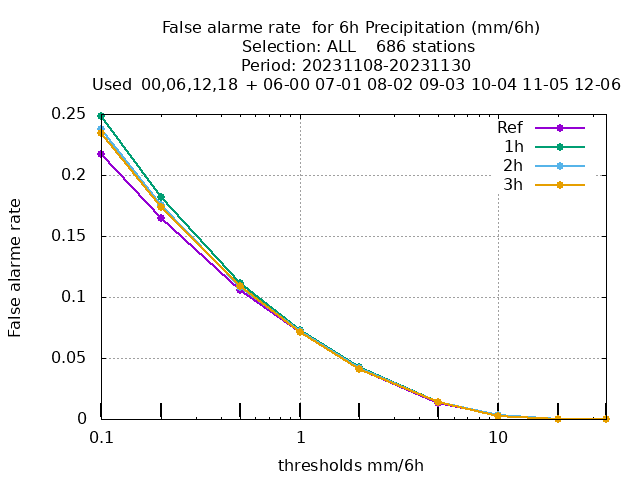 False alarme rate  for 6h Precipitation (mm/6h)
Selection: ALL    686 stations
Period: 20231108-20231130
Used  00,06,12,18  + 06-00 07-01 08-02 09-03 10-04 11-05 12-06
0.25
0.2
0.15
0.1
0.05
0
False alarme rate
Ref
1h
2h
3h
0.1
1
10
thresholds mm/6h